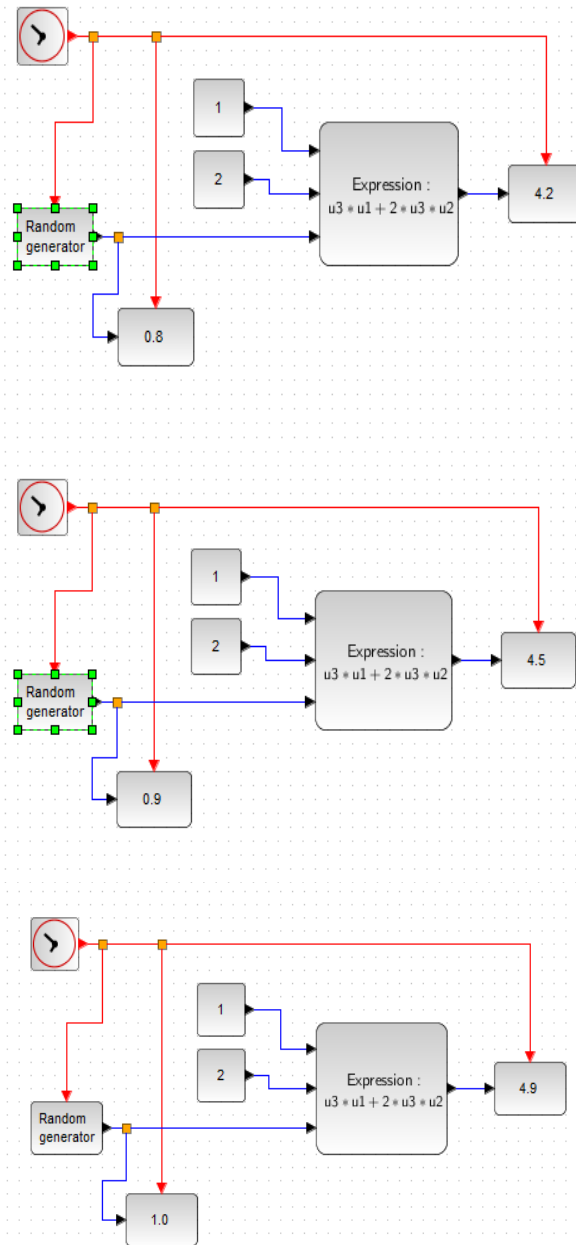 1
2
Expression :
u3∗u1+2∗u3∗u2
4.2
Random
generator
0.8
1
2
Expression :
u3∗u1+2∗u3∗u2
4.5
Random
generator
0.9
1
2
Expression :
u3∗u1+2∗u3∗u2
4.9
Random
generator
1.0